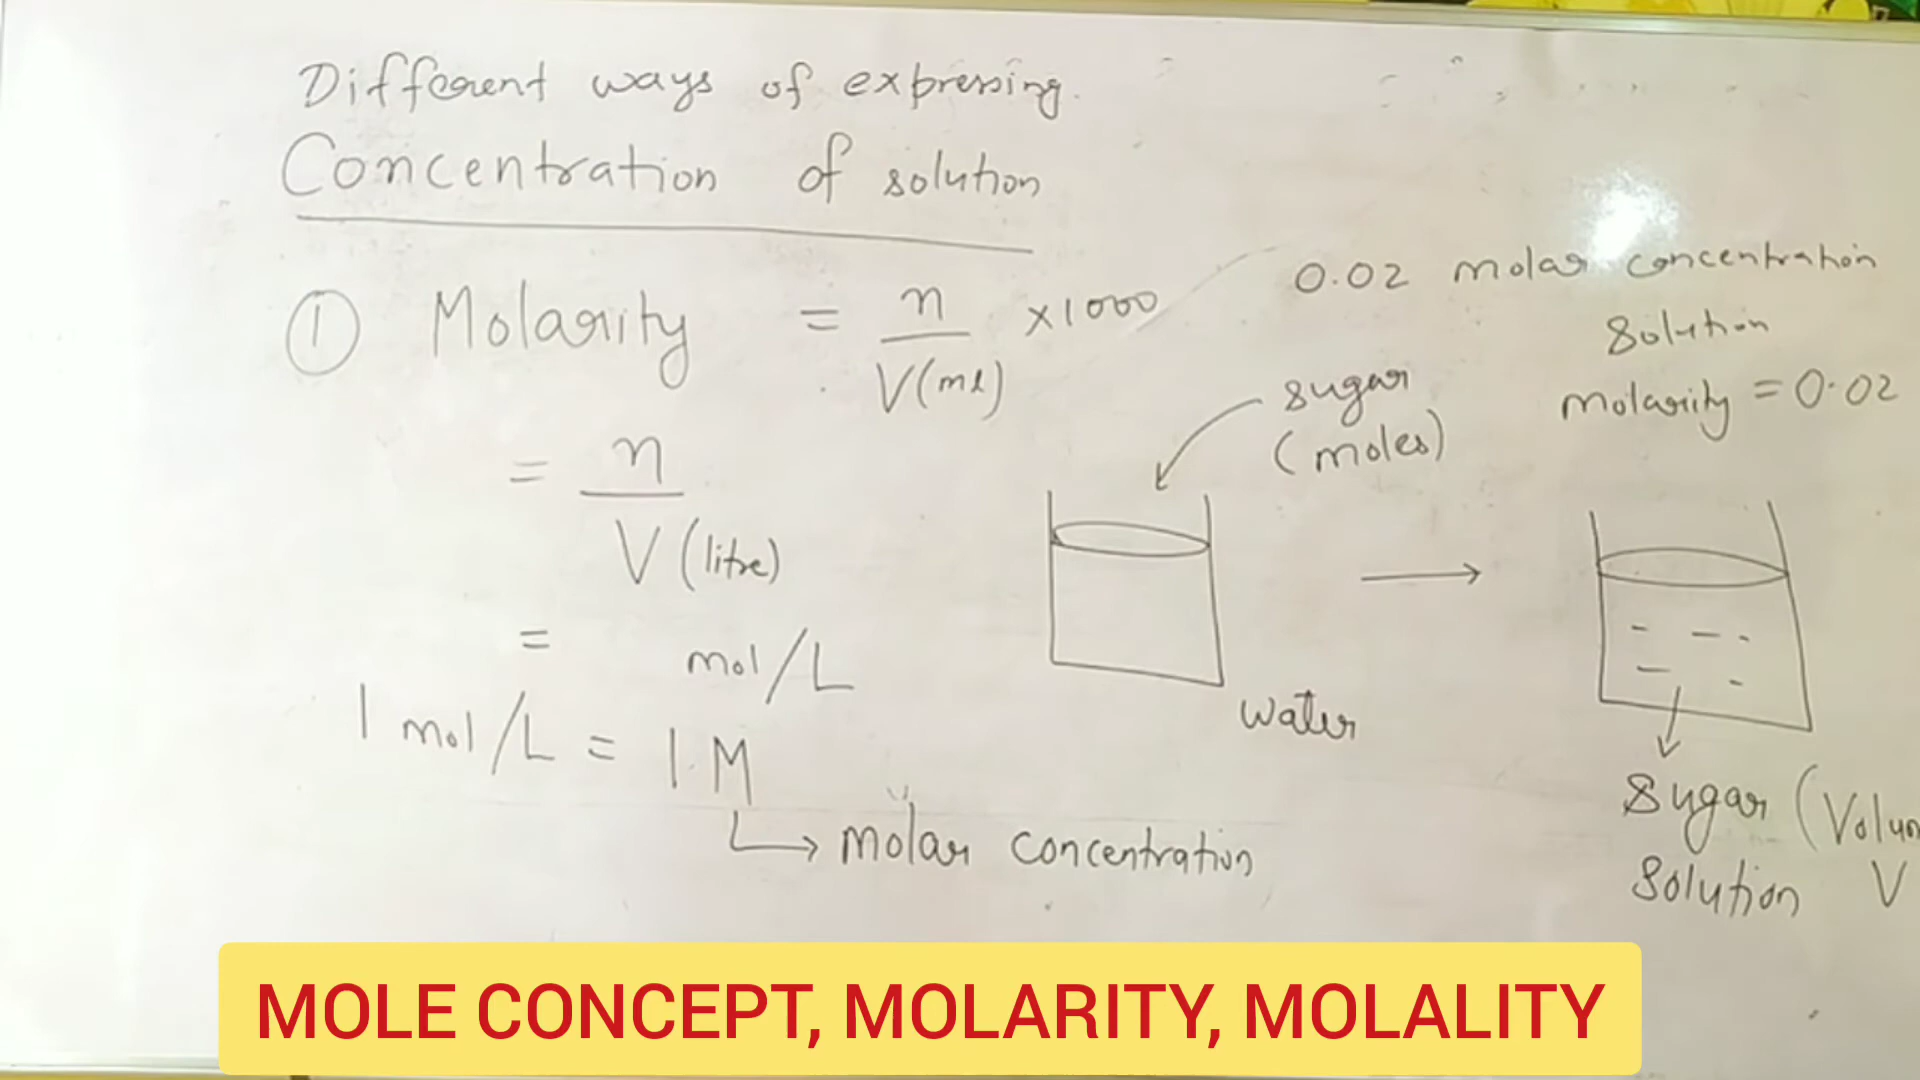 Different ways of expressing.
Concentration of solution
① Molarity = n / V(ml) ×1000
= n / V (litre)
= mol/L
1 mol/L = 1 M
→ molar concentration
0.02 molar concentration
solution
molarity = 0.02
sugar
(moles)
water
→
sugar (Volum
solution V
MOLE CONCEPT, MOLARITY, MOLALITY